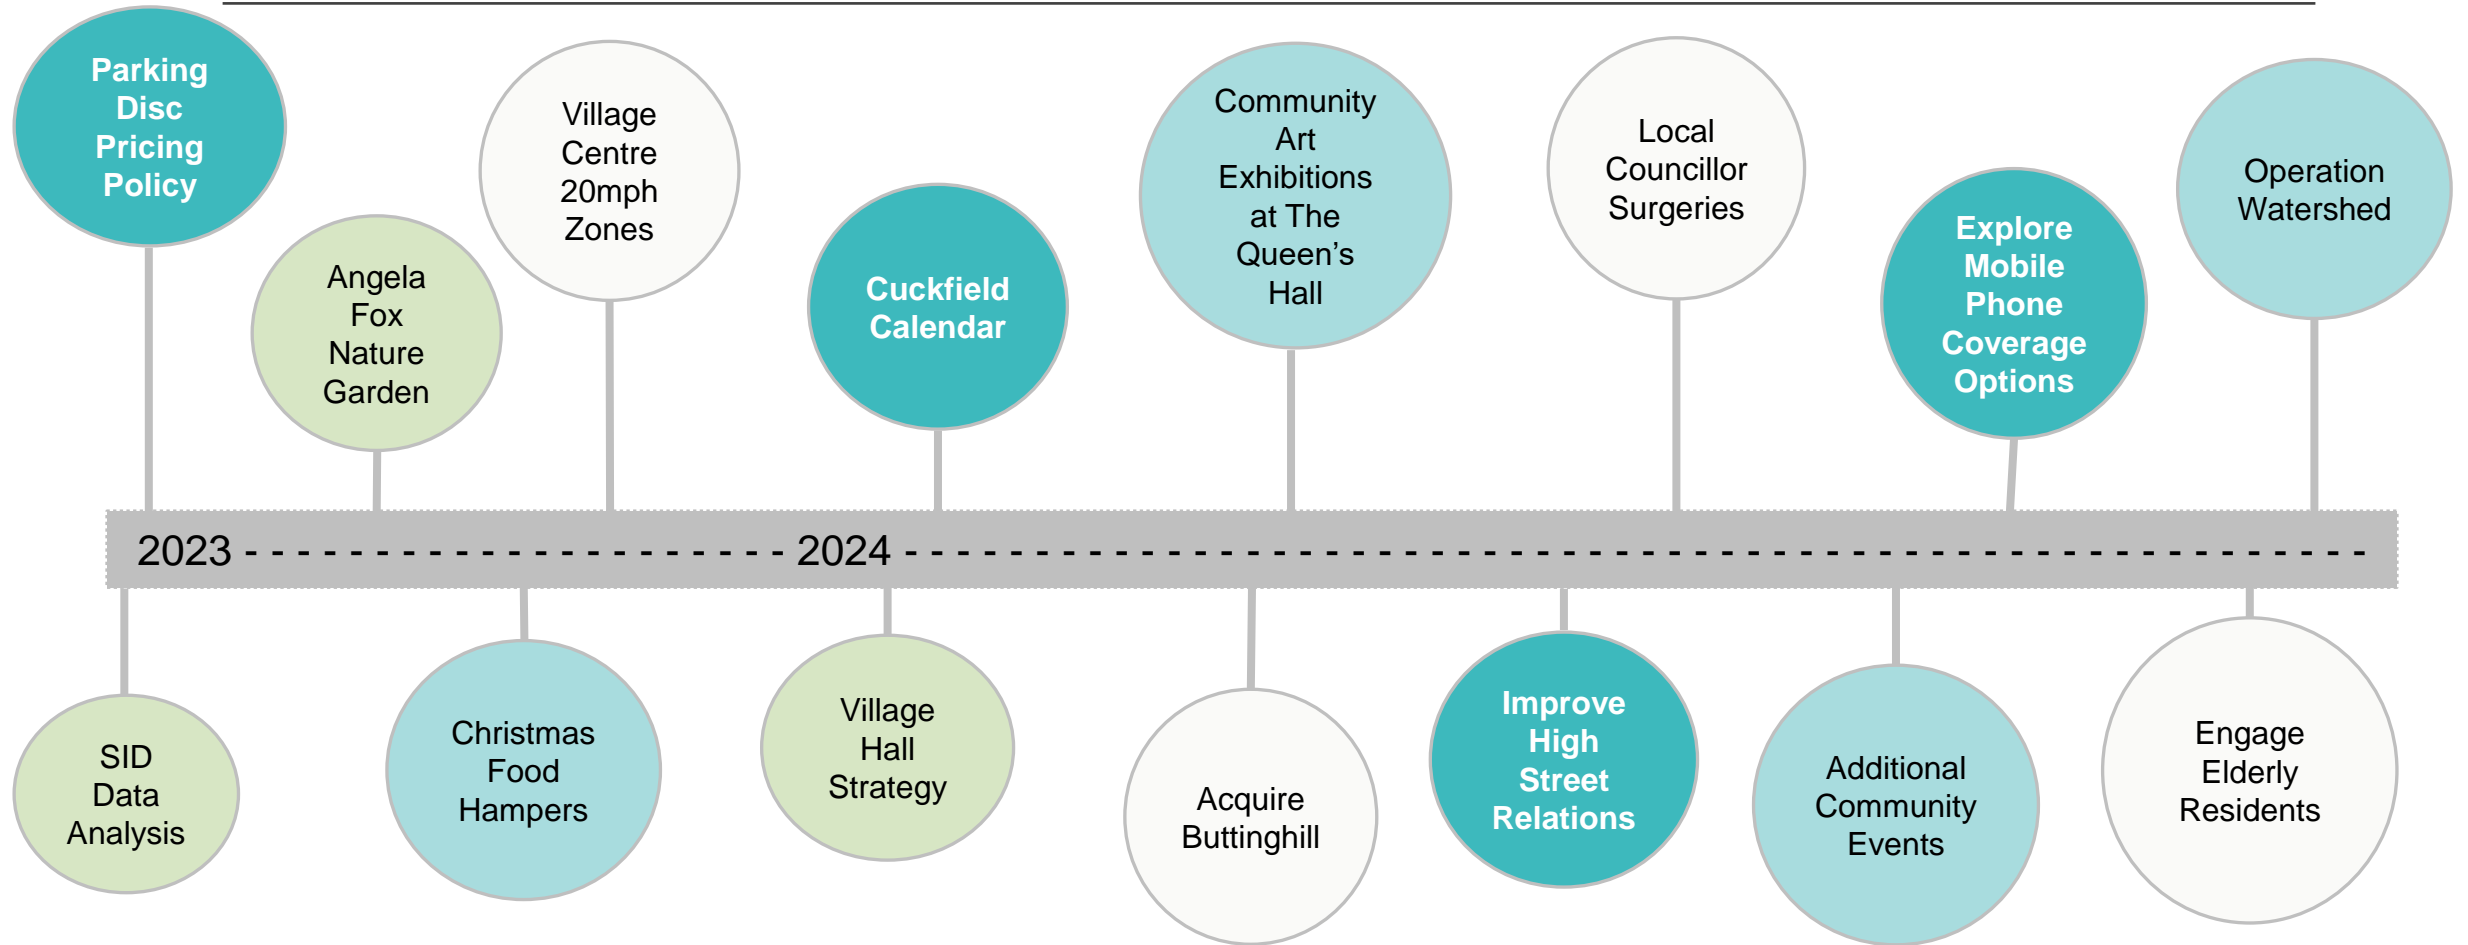 Parking
Disc
Pricing
Policy
Angela
Fox
Nature
Garden
Village
Centre
20mph
Zones
Cuckfield
Calendar
Community
Art
Exhibitions
at The
Queen’s
Hall
Local
Councillor
Surgeries
Explore
Mobile
Phone
Coverage
Options
Operation
Watershed
2023 - - - - - - - - - - - - - - - - - - - - - 2024 - - - - - - - - - - - - - - - - - - - - - - - - - - - - - - - - - - - - - - - - - - - - - - - - - - - - - - - - -
SID
Data
Analysis
Christmas
Food
Hampers
Village
Hall
Strategy
Acquire
Buttinghill
Improve
High
Street
Relations
Additional
Community
Events
Engage
Elderly
Residents